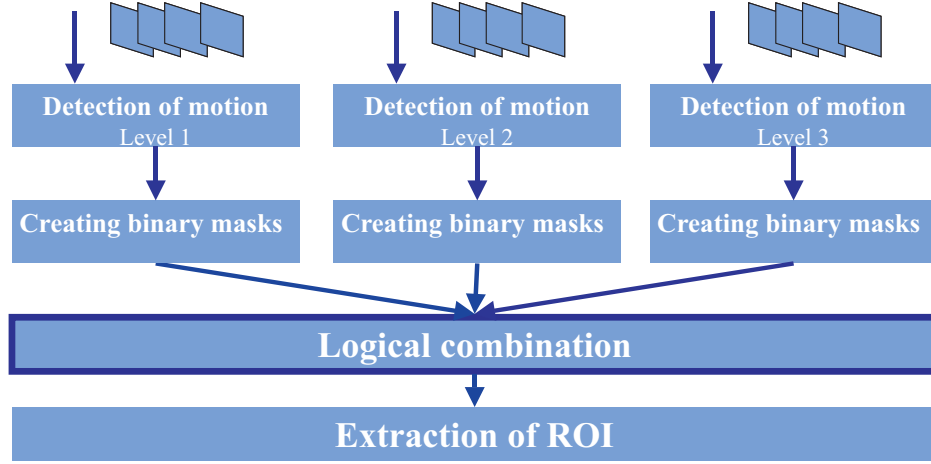 Detection of motion
Level 1
Detection of motion
Level 2
Detection of motion
Level 3
Creating binary masks
Creating binary masks
Creating binary masks
Logical combination
Extraction of ROI